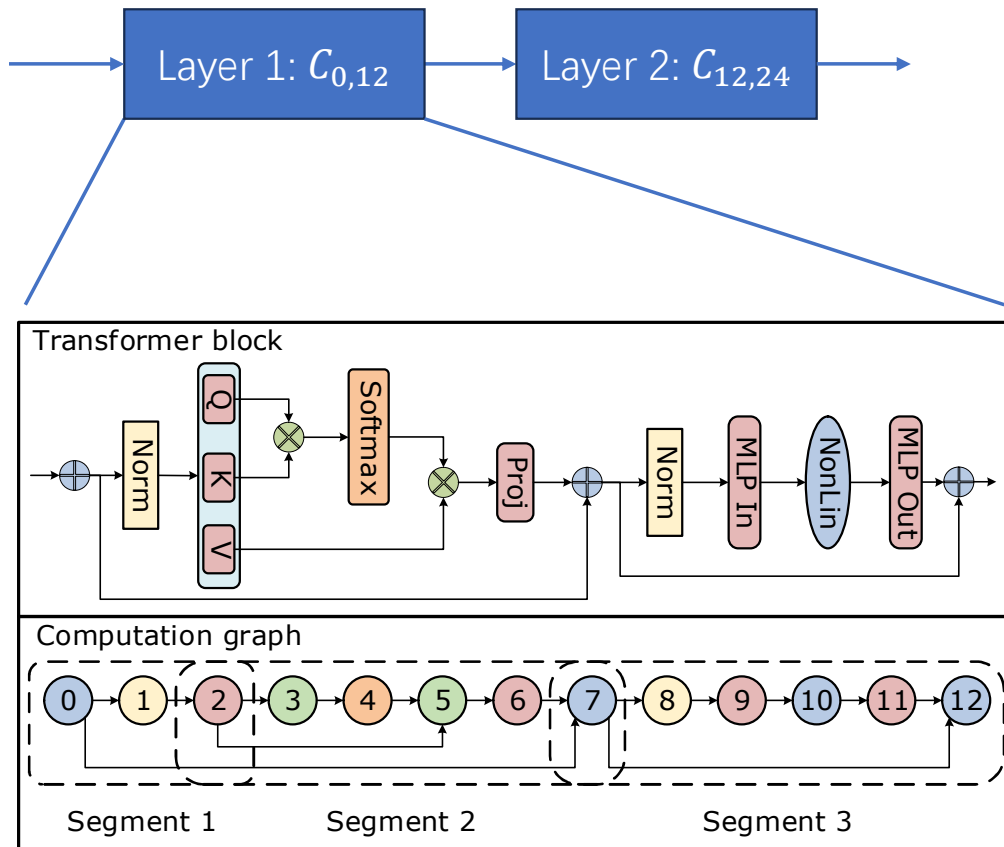 Layer 1: C0,12
Layer 2: C12,24
Transformer block
Norm
Q
K
V
Softmax
Proj
Norm
MLP In
NonLin
MLP Out
Computation graph
0 1 2 3 4 5 6 7 8 9 10 11 12
Segment 1 Segment 2 Segment 3